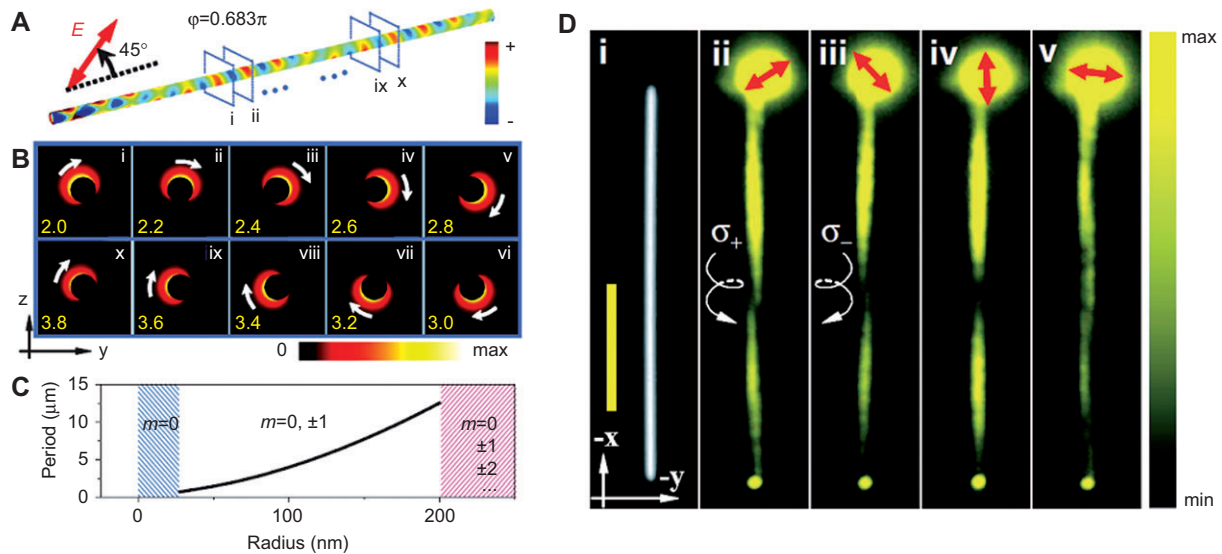 A
E
45°
φ=0.683π
i
ii
ix
x
+
-
B
i
ii
iii
iv
v
2.0
2.2
2.4
2.6
2.8
x
ix
viii
vii
vi
3.8
3.6
3.4
3.2
3.0
z
y
0
max
C
Period (μm)
15
10
5
0
m=0
m=0, ±1
m=0
±1
±2
...
0
100
200
Radius (nm)
D
i
ii
iii
iv
v
σ+
σ−
-x
-y
max
min